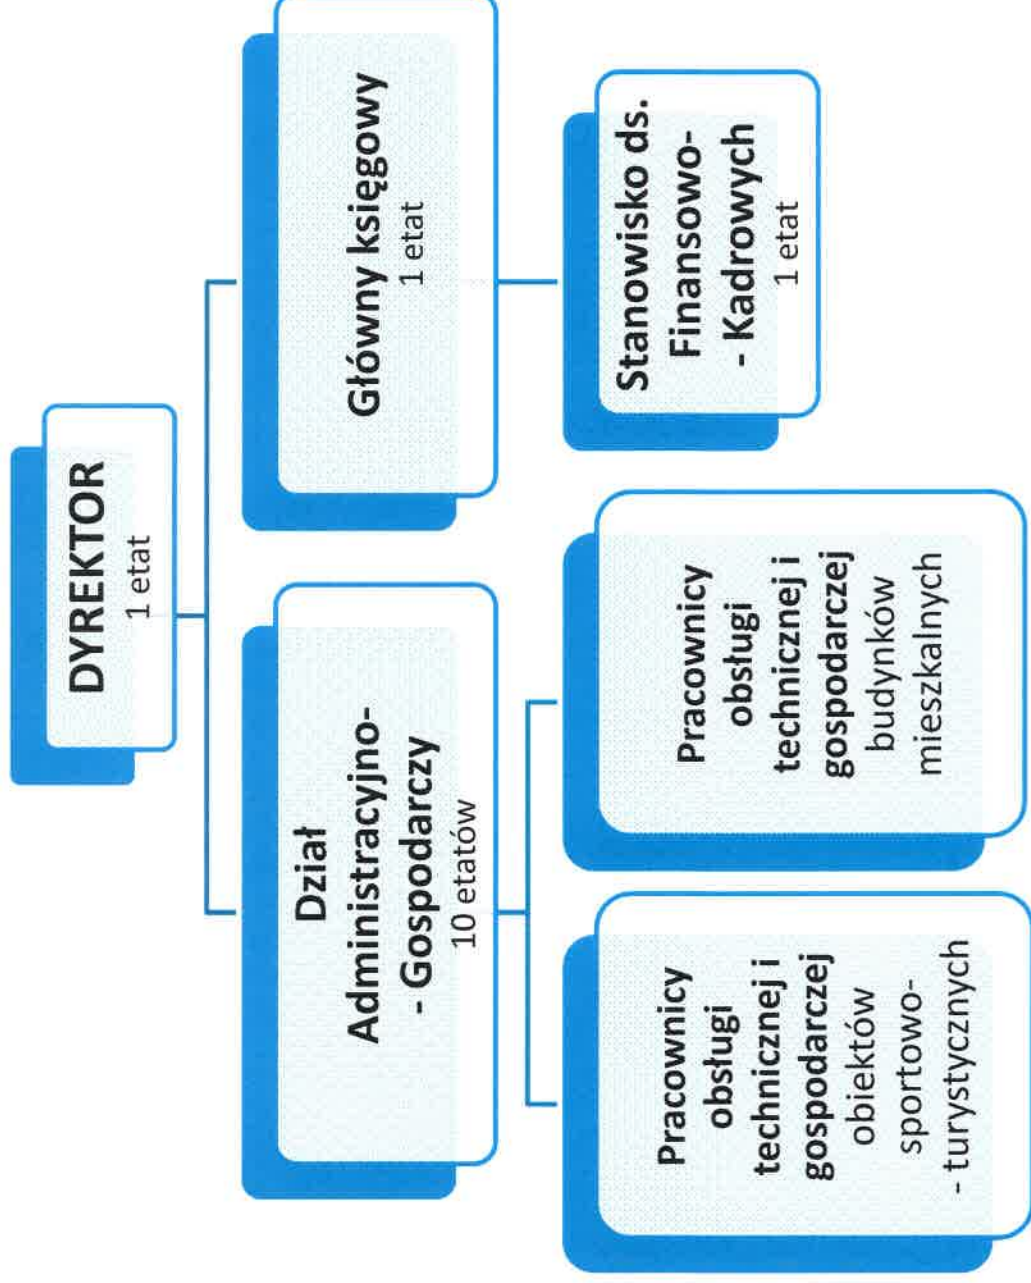 DYREKTOR
1 etat
Dział
Administracyjno-
- Gospodarczy
10 etatów
Główny księgowy
1 etat
Pracownicy
obsługi
technicznej i
gospodarczej
obiektów
sportowo-
- turystycznych
Pracownicy
obsługi
technicznej i
gospodarczej
budynków
mieszkalnych
Stanowisko ds.
Finansowo-
- Kadrowych
1 etat